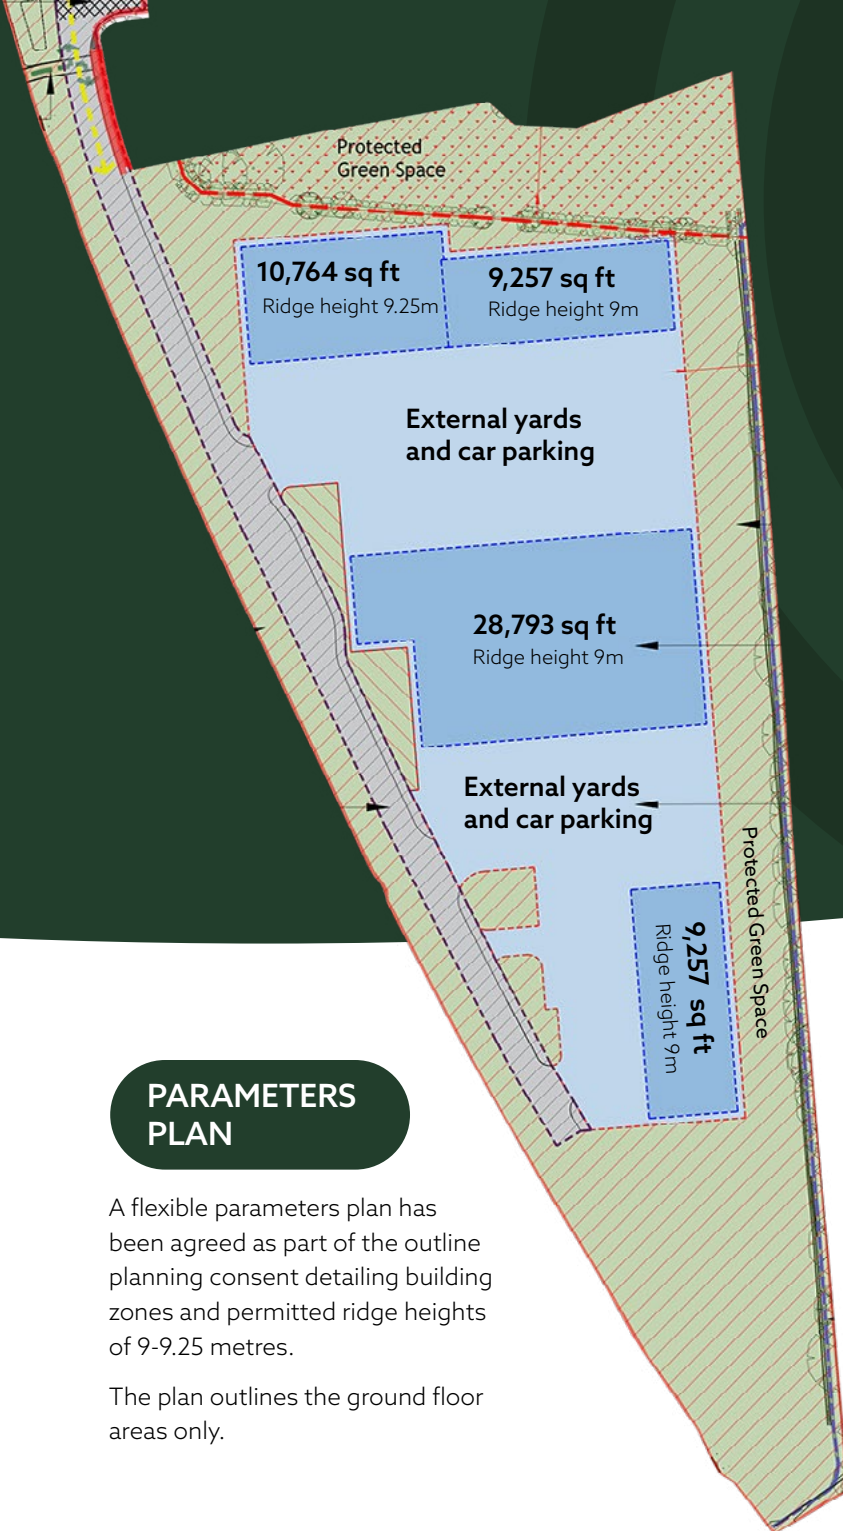 Protected
Green Space
10,764 sq ft
Ridge height 9.25m
9,257 sq ft
Ridge height 9m
External yards
and car parking
28,793 sq ft
Ridge height 9m
External yards
and car parking
Protected Green Space
9,257 sq ft
Ridge height 9m
PARAMETERS
PLAN
A flexible parameters plan has
been agreed as part of the outline
planning consent detailing building
zones and permitted ridge heights
of 9-9.25 metres.
The plan outlines the ground floor
areas only.